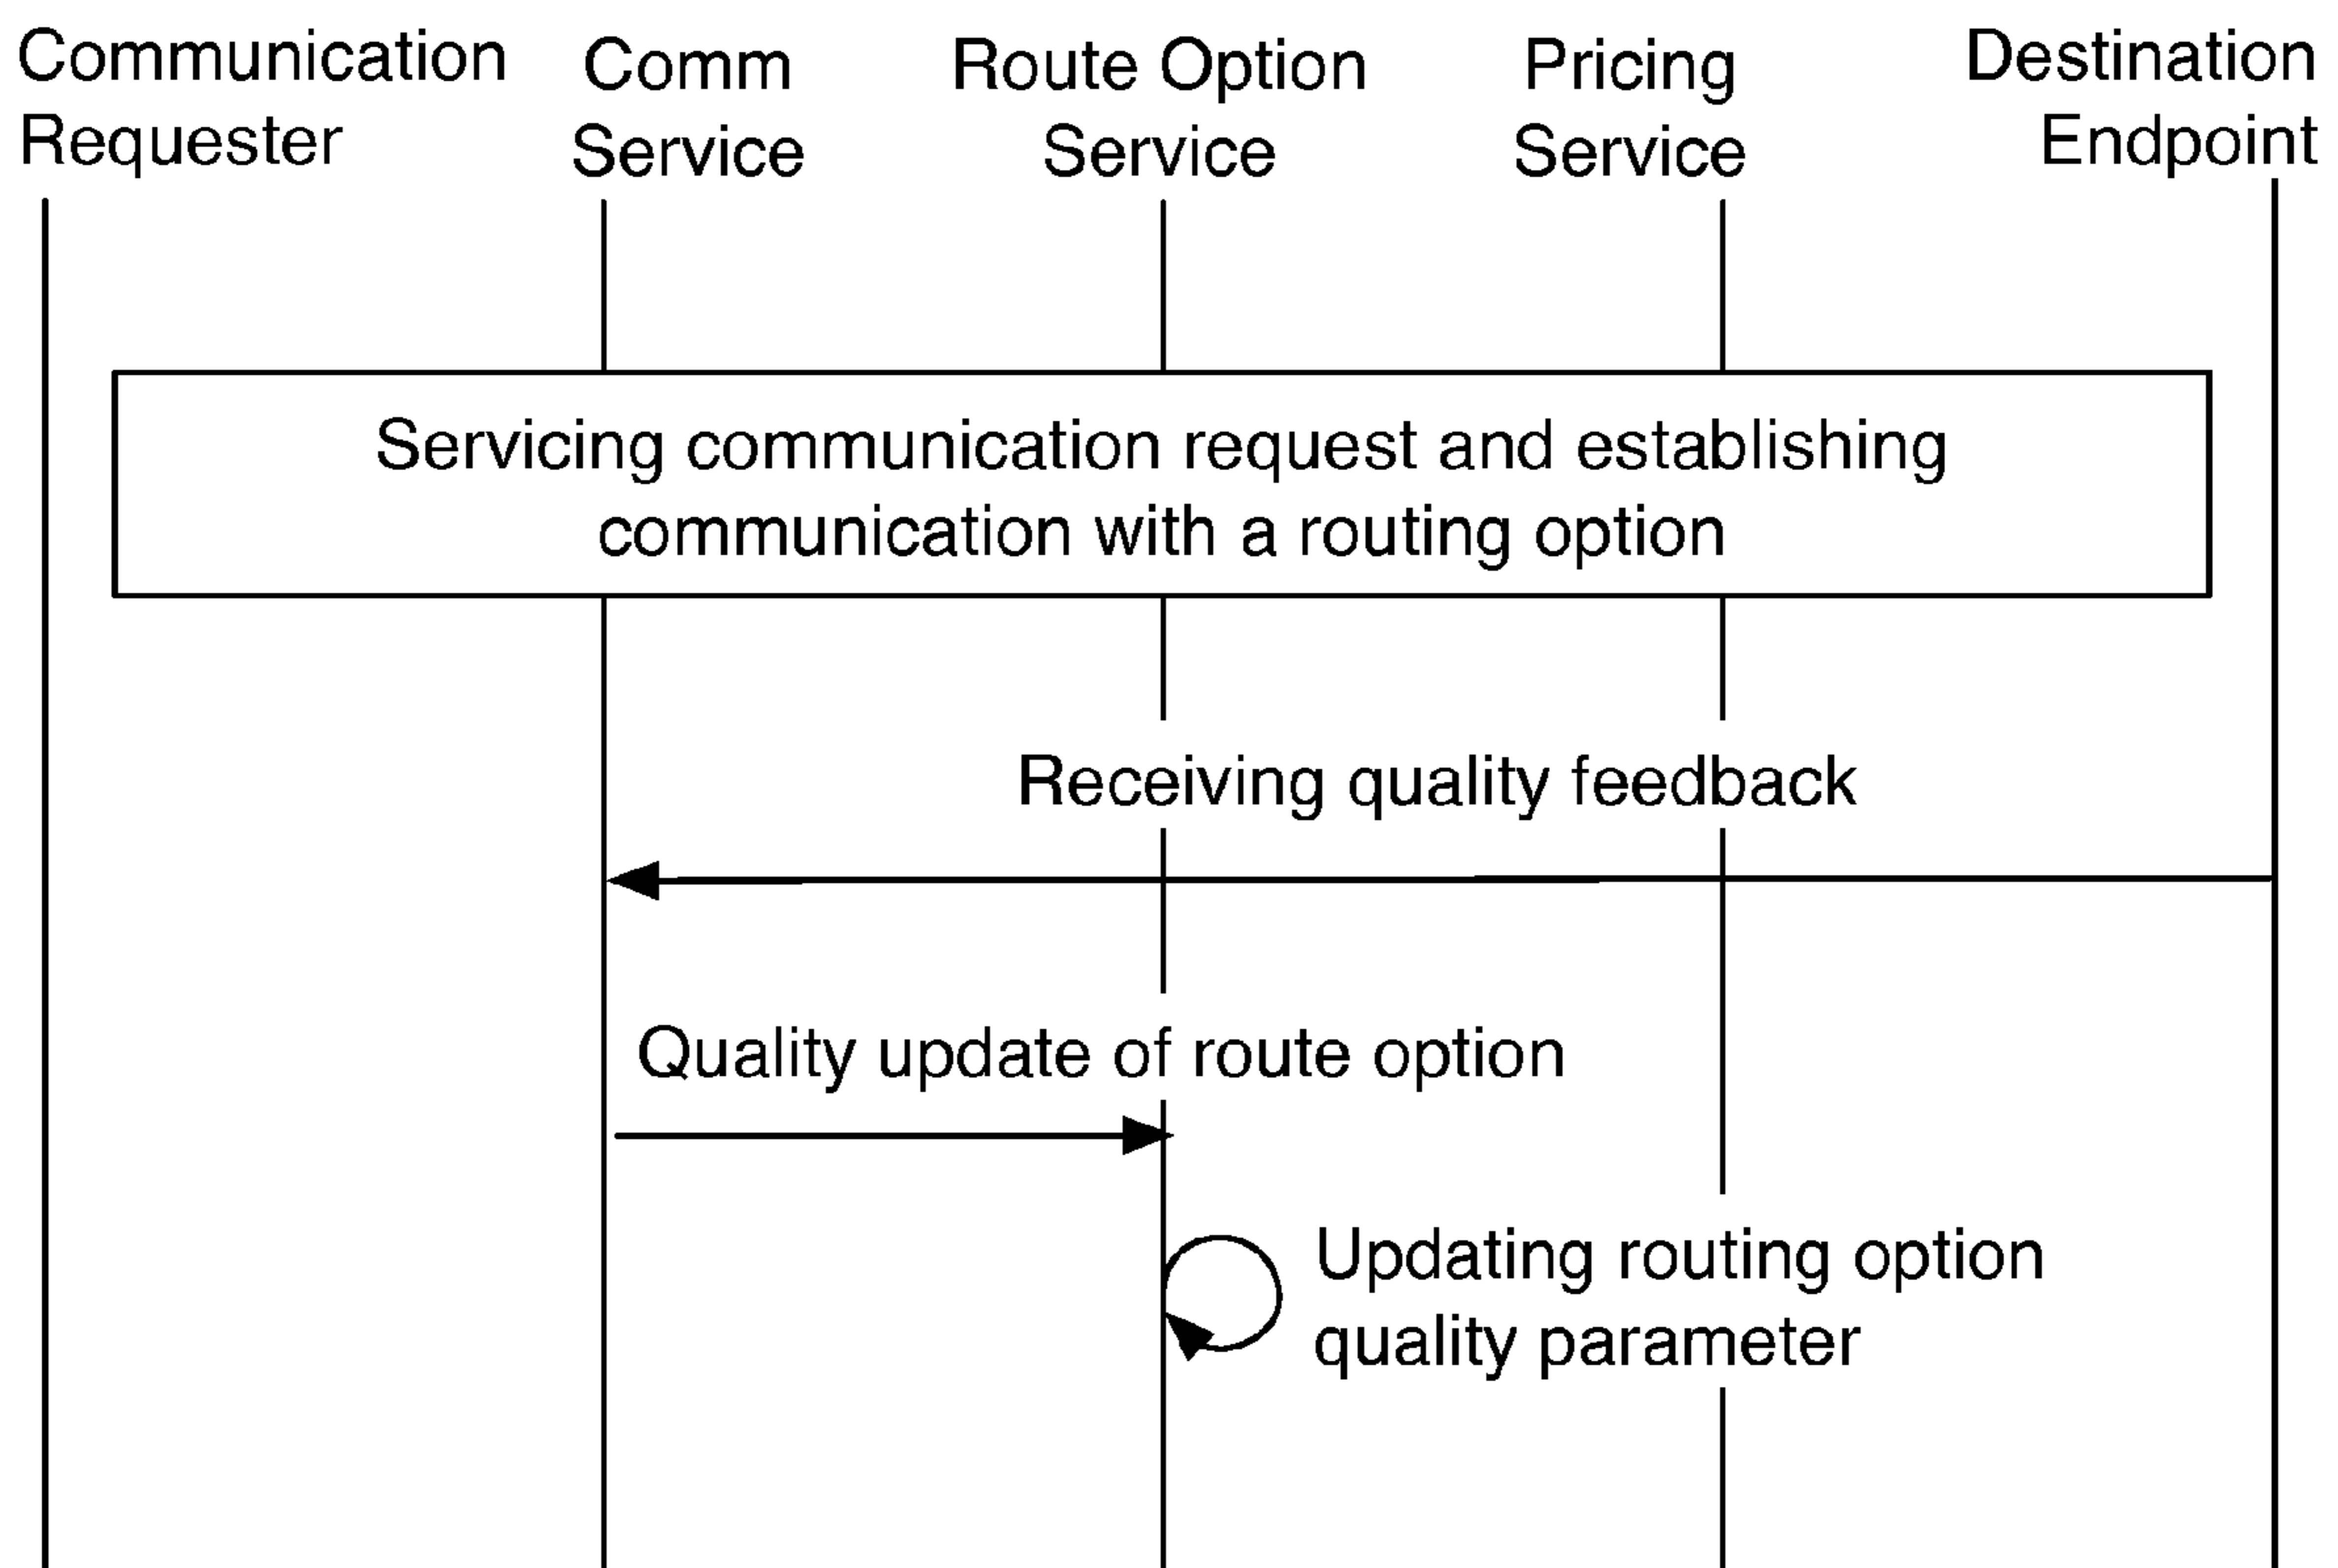 Communication
Requester
Comm
Service
Route Option
Service
Pricing
Service
Destination
Endpoint
Servicing communication request and establishing
communication with a routing option
Receiving quality feedback
Quality update of route option
Updating routing option
quality parameter